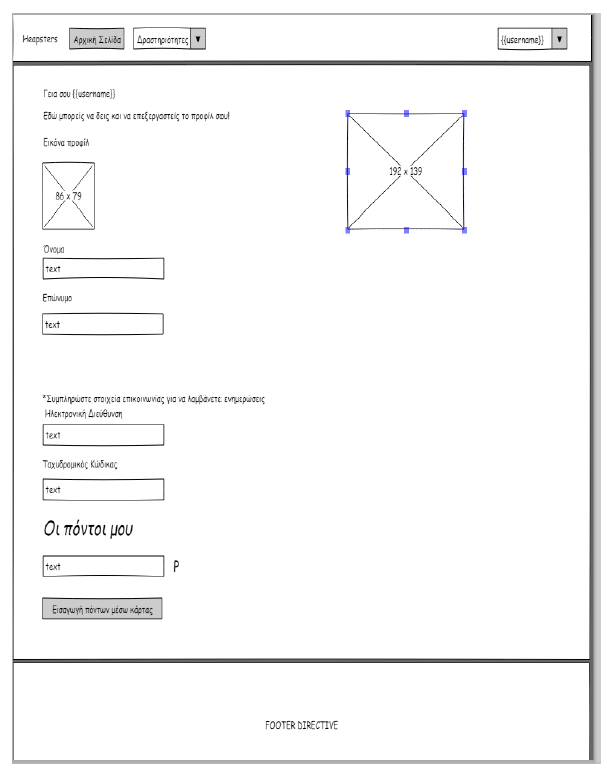 Heapsters Αρχική Σελίδα Δραστηριότητες {{username}}
Γεια σου {{username}}
Εδώ μπορείς να δεις και να επεξεργαστείς το προφίλ σου!
Εικόνα προφίλ
192 x 139
86 x 79
Όνομα
text
Επώνυμο
text
*Συμπληρώστε στοιχεία επικοινωνίας για να λαμβάνετε ενημερώσεις
Ηλεκτρονική Διεύθυνση
text
Ταχυδρομικός Κώδικας
text
Οι πόντοι μου
text P
Εισαγωγή πόντων μέσω κάρτας
FOOTER DIRECTIVE